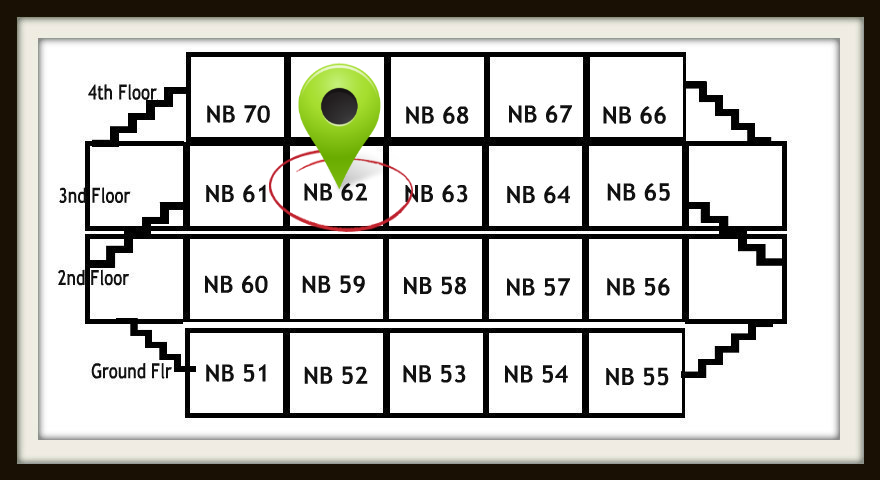 4th Floor
NB 70 NB 68 NB 67 NB 66
3nd Floor
NB 61 NB 62 NB 63 NB 64 NB 65
2nd Floor
NB 60 NB 59 NB 58 NB 57 NB 56
Ground Flr
NB 51 NB 52 NB 53 NB 54 NB 55